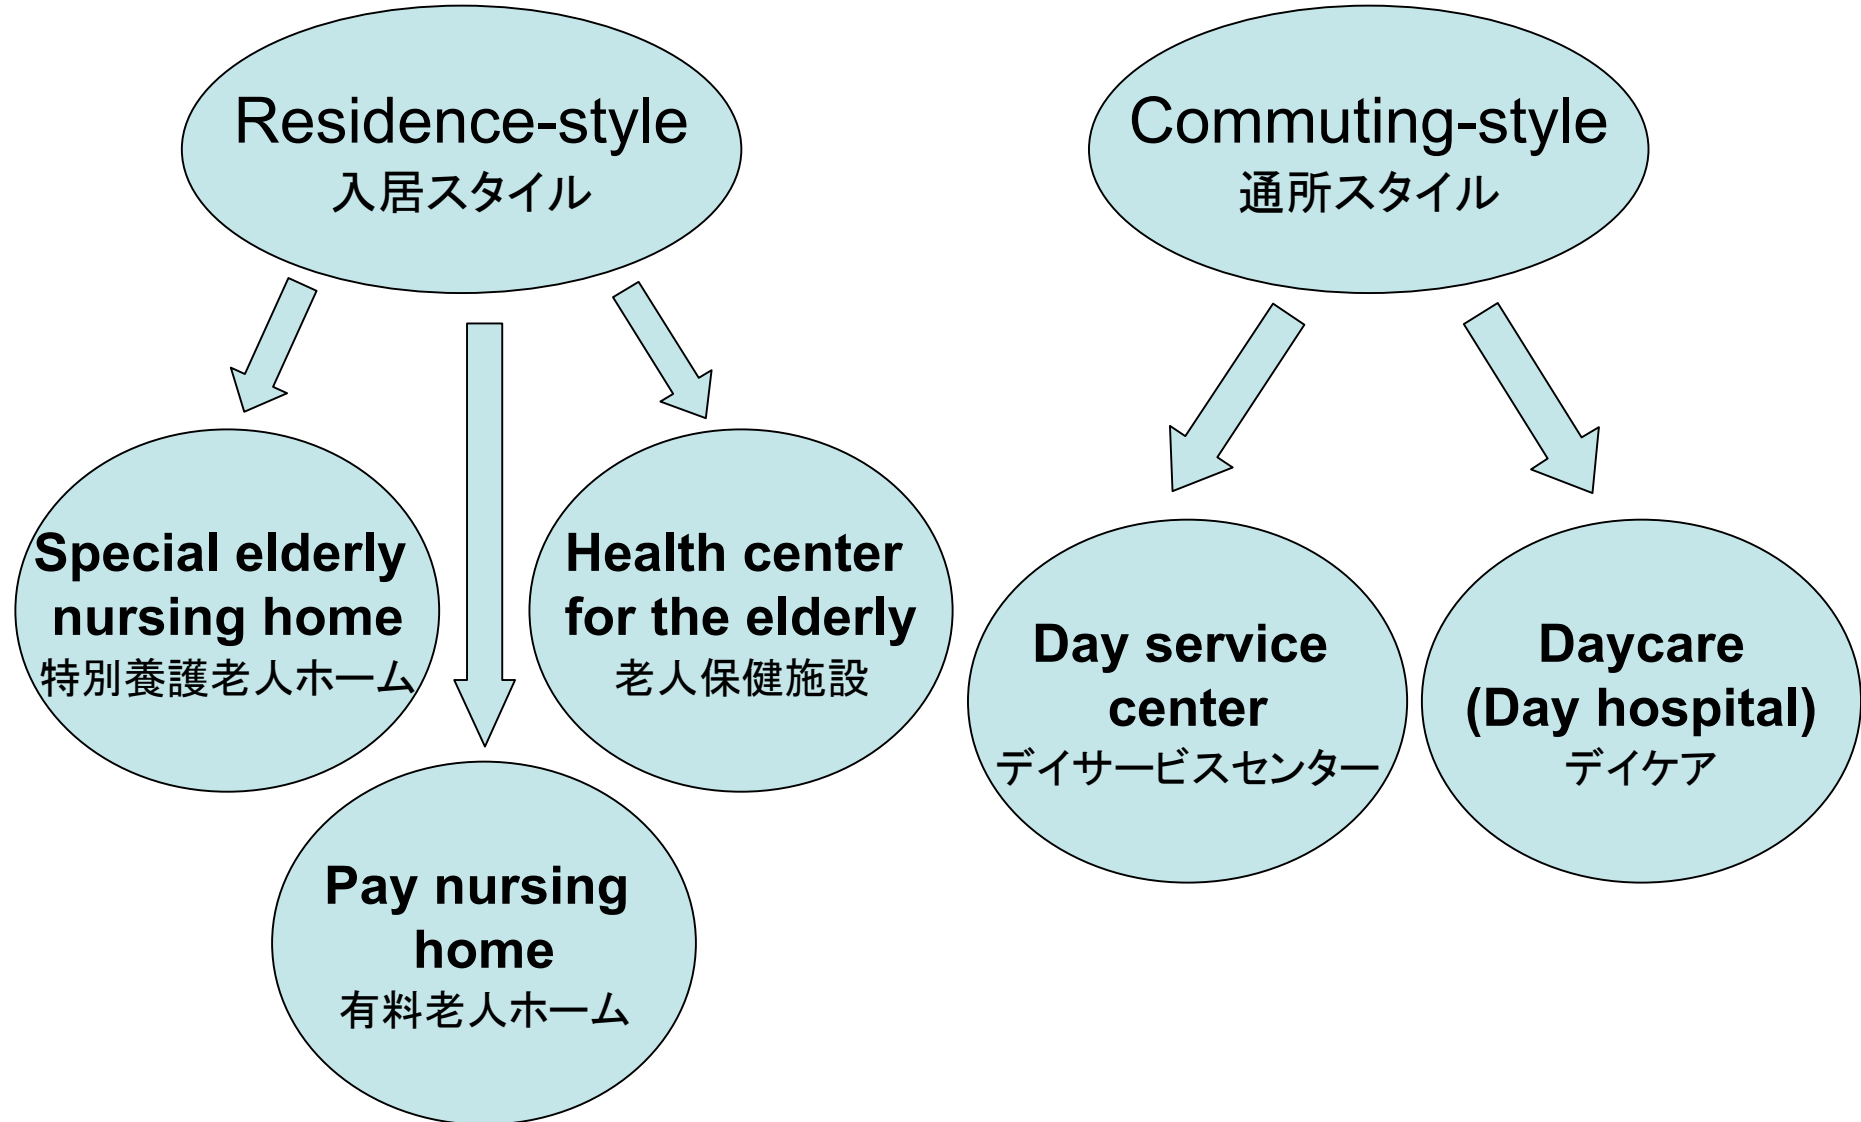 Residence-style
入居スタイル
Commuting-style
通所スタイル
Special elderly
nursing home
特別養護老人ホーム
Health center
for the elderly
老人保健施設
Pay nursing
home
有料老人ホーム
Day service
center
デイサービスセンター
Daycare
(Day hospital)
デイケア